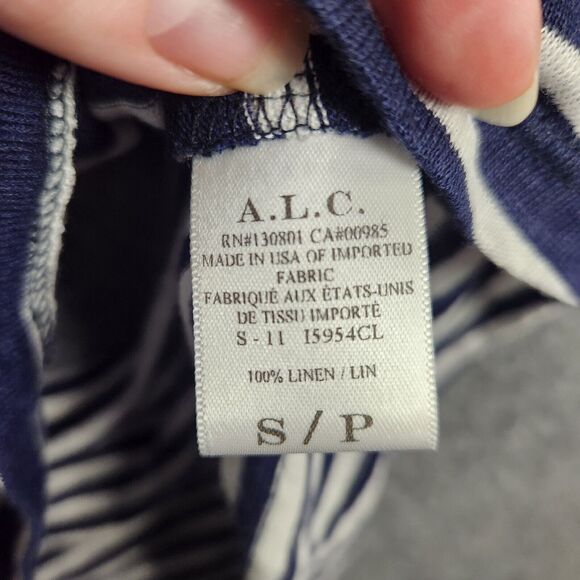 A.L.C.
RN#130801 CA#00985
MADE IN USA OF IMPORTED
FABRIC
FABRIQUÉ AUX ÉTATS-UNIS
DE TISSU IMPORTÉ
S - 11 I5954CL
100% LINEN / LIN
S / P